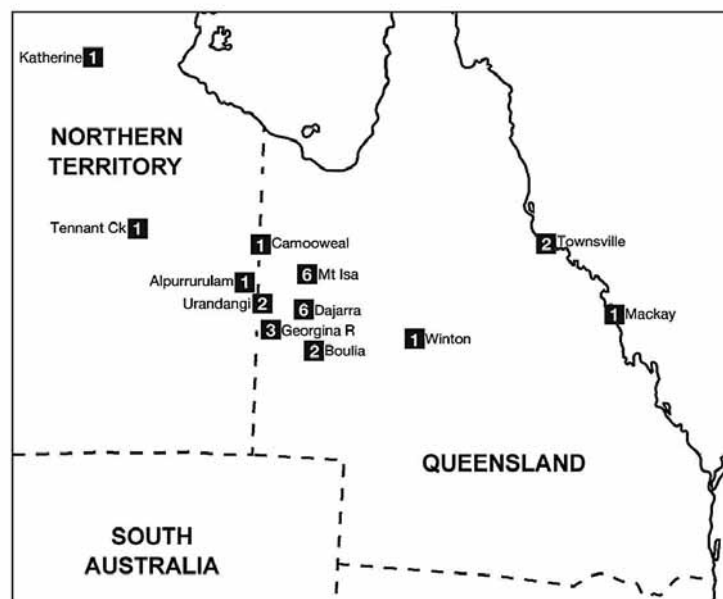 Katherine 1
NORTHERN
TERRITORY
Tennant Ck 1
1 Camooweal
2 Townsville
6 Mt Isa
Alpurrurulam 1
Urandangi 2
6 Dajarra
1 Mackay
3 Georgina R
1 Winton
2 Boulia
QUEENSLAND
SOUTH
AUSTRALIA